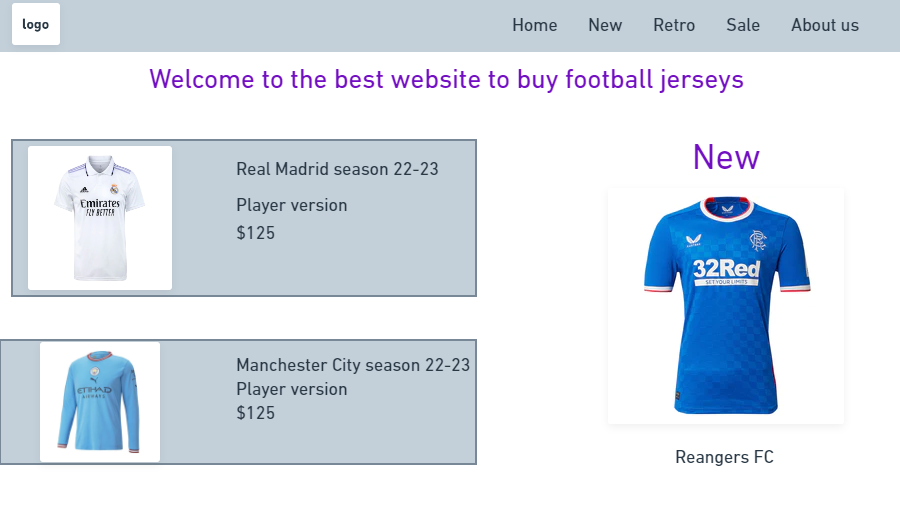 logo
Home New Retro Sale About us
Welcome to the best website to buy football jerseys
Real Madrid season 22-23
Player version
$125
Emirates
FLY BETTER
Manchester City season 22-23
Player version
$125
ETIHAD
AIRWAYS
New
32Red
SET YOUR LIMITS
Reangers FC